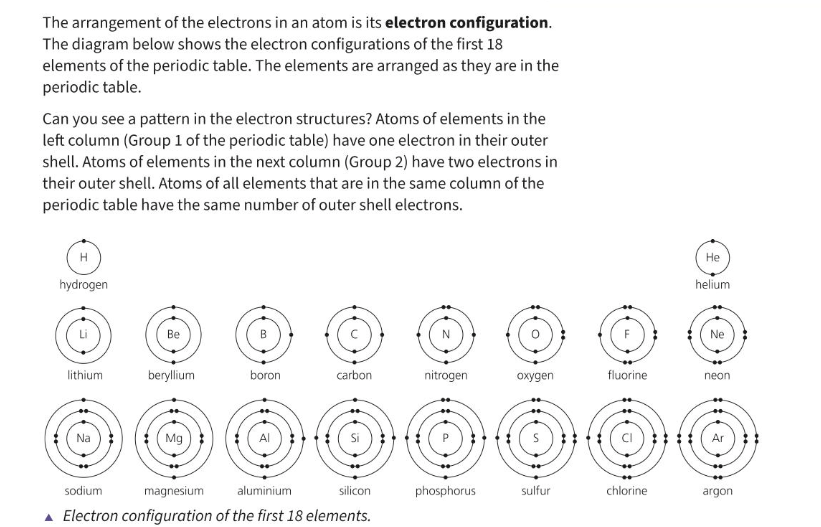 The arrangement of the electrons in an atom is its electron configuration.
The diagram below shows the electron configurations of the first 18
elements of the periodic table. The elements are arranged as they are in the
periodic table.
Can you see a pattern in the electron structures? Atoms of elements in the
left column (Group 1 of the periodic table) have one electron in their outer
shell. Atoms of elements in the next column (Group 2) have two electrons in
their outer shell. Atoms of all elements that are in the same column of the
periodic table have the same number of outer shell electrons.
H He
hydrogen helium
Li Be B C N O F Ne
lithium beryllium boron carbon nitrogen oxygen fluorine neon
Na Mg Al Si P S Cl Ar
sodium magnesium aluminium silicon phosphorus sulfur chlorine argon
▲ Electron configuration of the first 18 elements.